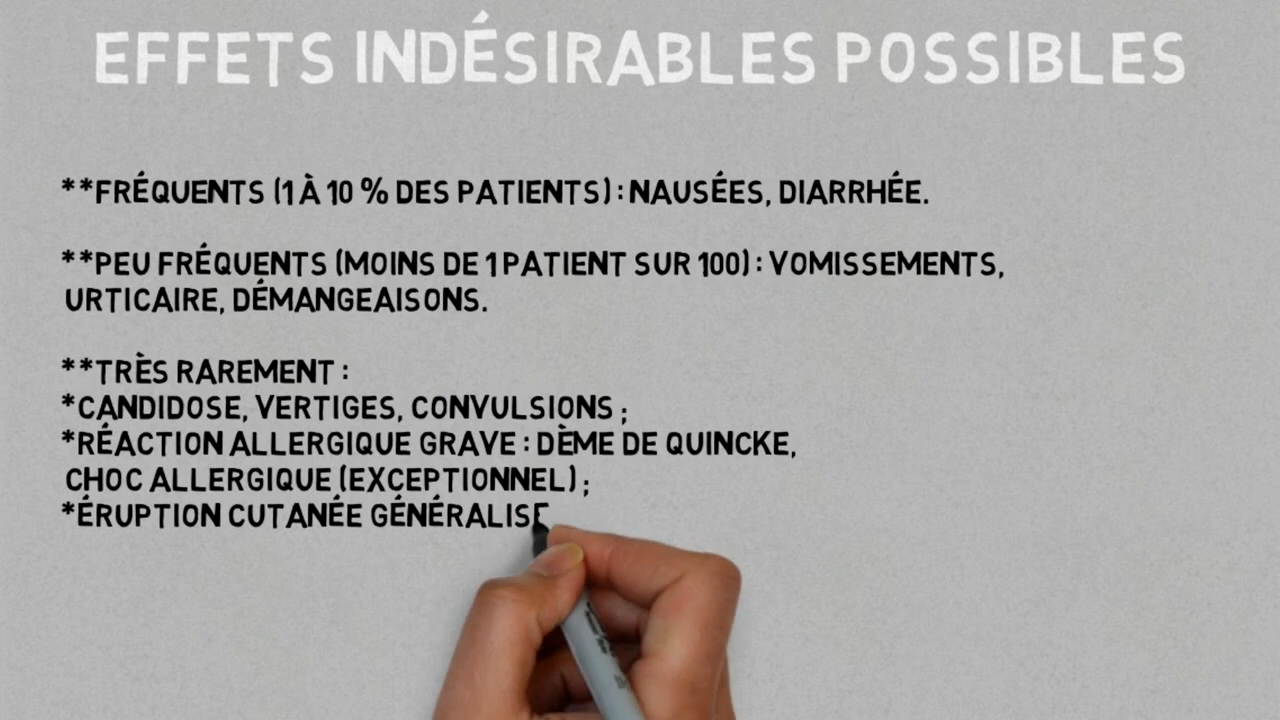 EFFETS INDÉSIRABLES POSSIBLES
**FRÉQUENTS (1 À 10 % DES PATIENTS) : NAUSÉES, DIARRHÉE.
**PEU FRÉQUENTS (MOINS DE 1 PATIENT SUR 100) : VOMISSEMENTS,
URTICAIRE, DÉMANGEAISONS.
**TRÈS RAREMENT :
*CANDIDOSE, VERTIGES, CONVULSIONS ;
*RÉACTION ALLERGIQUE GRAVE : DÈME DE QUINCKE,
CHOC ALLERGIQUE (EXCEPTIONNEL) ;
*ÉRUPTION CUTANÉE